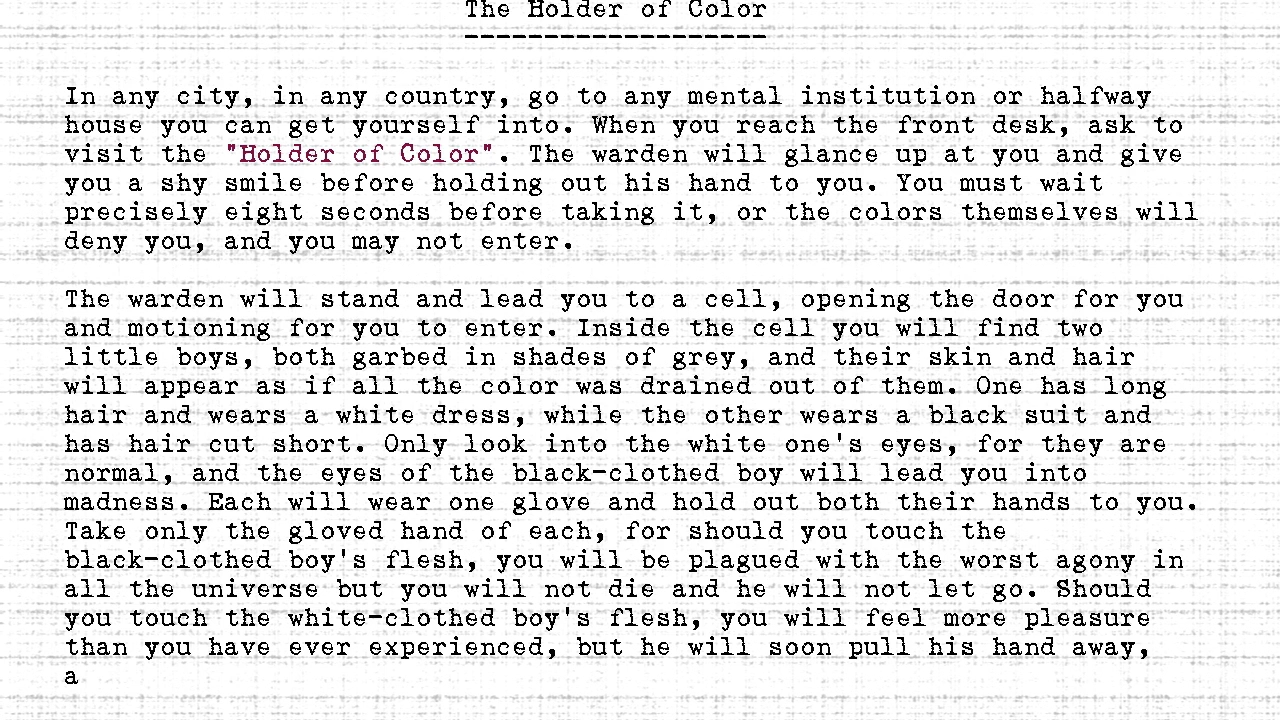 The Holder of Color
-------------------
In any city, in any country, go to any mental institution or halfway
house you can get yourself into. When you reach the front desk, ask to
visit the "Holder of Color". The warden will glance up at you and give
you a shy smile before holding out his hand to you. You must wait
precisely eight seconds before taking it, or the colors themselves will
deny you, and you may not enter.
The warden will stand and lead you to a cell, opening the door for you
and motioning for you to enter. Inside the cell you will find two
little boys, both garbed in shades of grey, and their skin and hair
will appear as if all the color was drained out of them. One has long
hair and wears a white dress, while the other wears a black suit and
has hair cut short. Only look into the white one's eyes, for they are
normal, and the eyes of the black-clothed boy will lead you into
madness. Each will wear one glove and hold out both their hands to you.
Take only the gloved hand of each, for should you touch the
black-clothed boy's flesh, you will be plagued with the worst agony in
all the universe but you will not die and he will not let go. Should
you touch the white-clothed boy's flesh, you will feel more pleasure
than you have ever experienced, but he will soon pull his hand away,
a